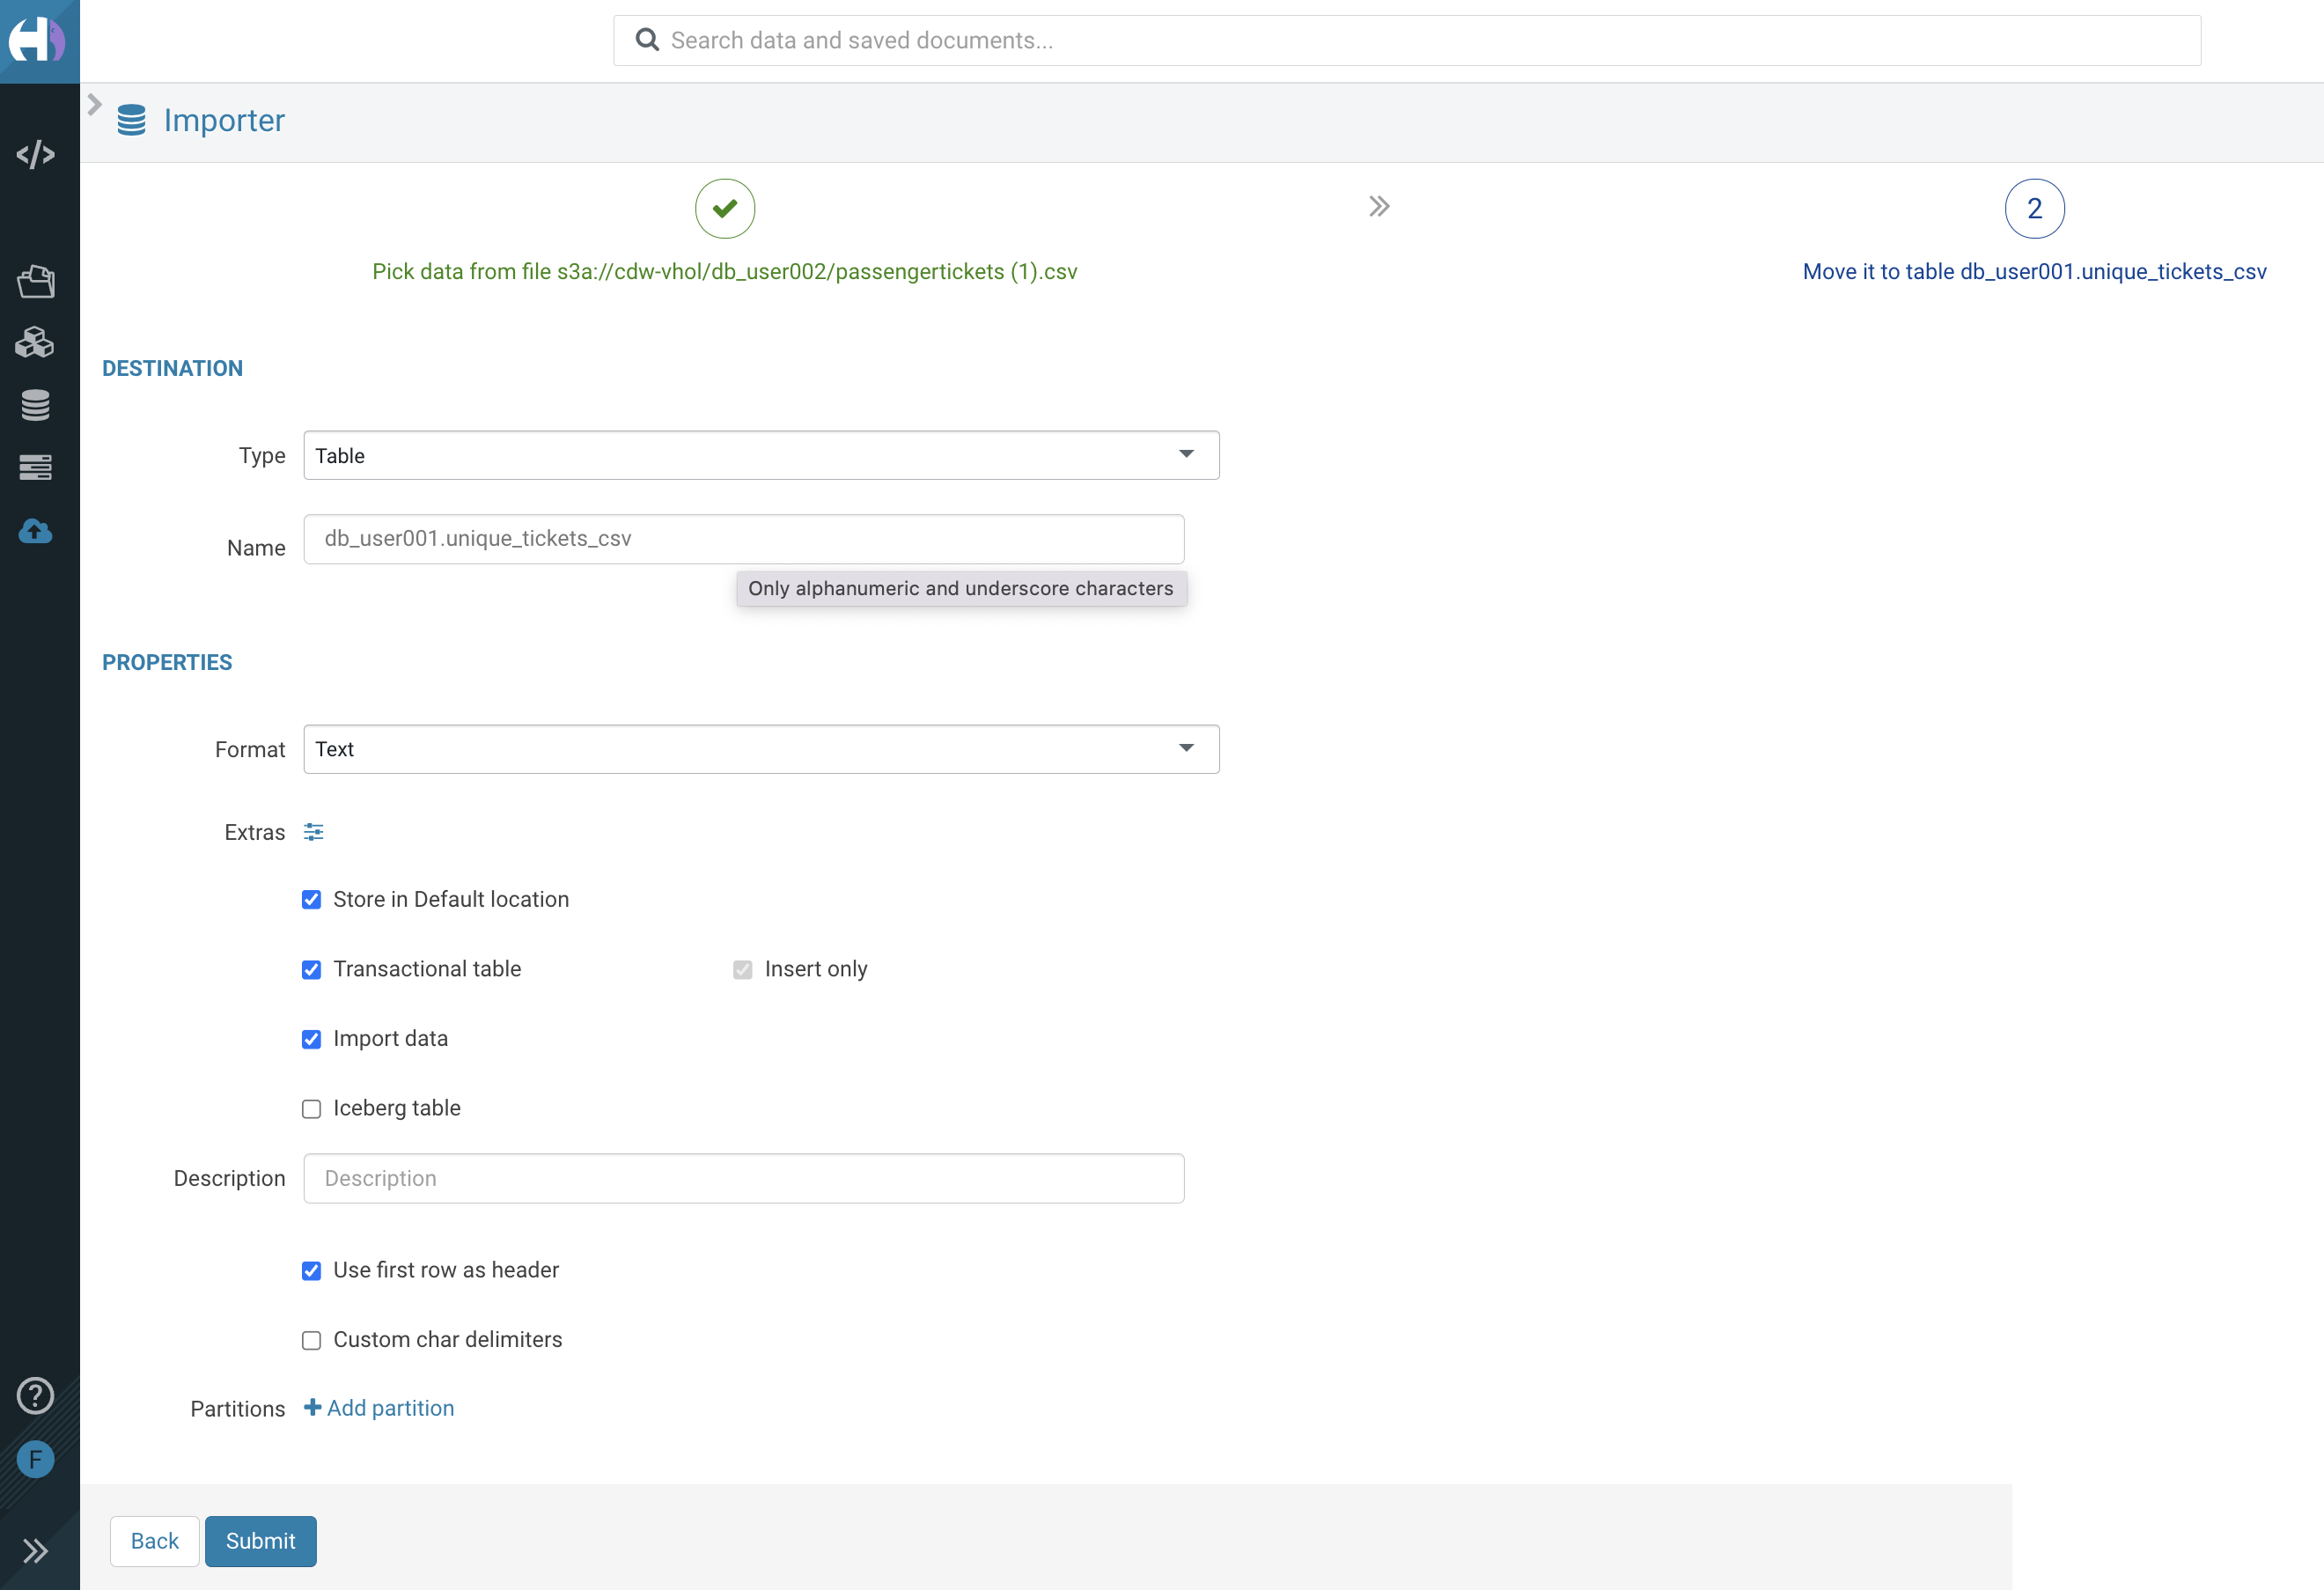 Search data and saved documents...
Importer
2
Pick data from file s3a://cdw-vhol/db_user002/passengertickets (1).csv
Move it to table db_user001.unique_tickets_csv
DESTINATION
Type
Table
Name
db_user001.unique_tickets_csv
Only alphanumeric and underscore characters
PROPERTIES
Format
Text
Extras
Store in Default location
Transactional table
Insert only
Import data
Iceberg table
Description
Description
Use first row as header
Custom char delimiters
Partitions
Add partition
F
Back
Submit